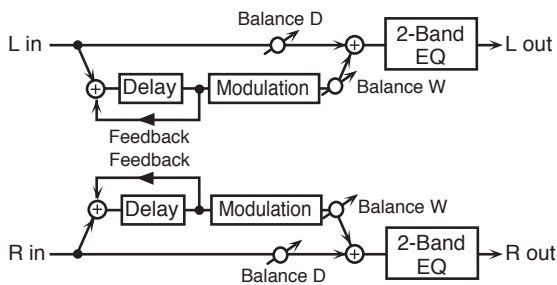 Balance D
L in
2-Band
EQ
L out
+
+
Delay
Modulation
Balance W
Feedback
Feedback
+
Delay
Modulation
Balance W
R in
+
2-Band
EQ
R out
Balance D